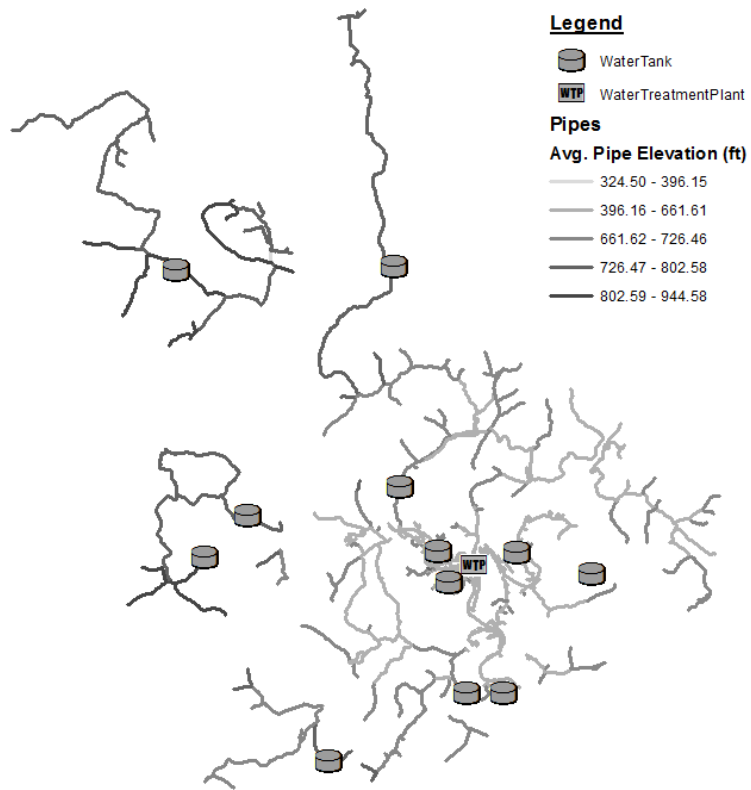 Legend
WaterTank
WTP WaterTreatmentPlant
Pipes
Avg. Pipe Elevation (ft)
324.50 - 396.15
396.16 - 661.61
661.62 - 726.46
726.47 - 802.58
802.59 - 944.58
WTP